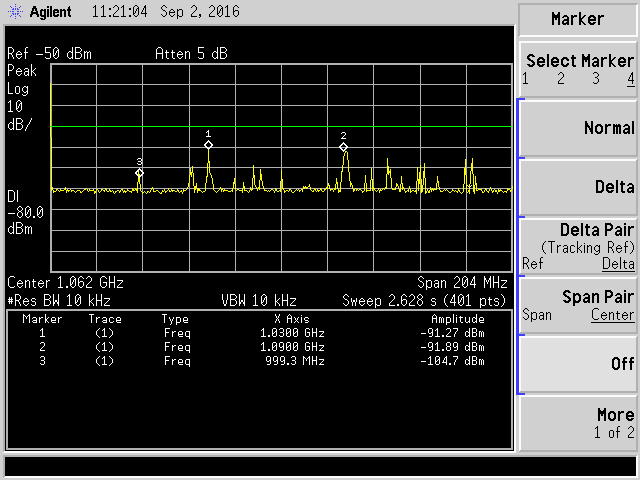 Agilent 11:21:04 Sep 2, 2016
Ref -50 dBm Atten 5 dB
Peak
Log
10
dB/
DI
-80.0
dBm
1
2
3
Center 1.062 GHz Span 204 MHz
#Res BW 10 kHz VBW 10 kHz Sweep 2.628 s (401 pts)
Marker Trace Type X Axis Amplitude
1 (1) Freq 1.0300 GHz -91.27 dBm
2 (1) Freq 1.0900 GHz -91.89 dBm
3 (1) Freq 999.3 MHz -104.7 dBm
Marker
Select Marker
1 2 3 4
Normal
Delta
Delta Pair
(Tracking Ref)
Ref Delta
Span Pair
Span Center
Off
More
1 of 2